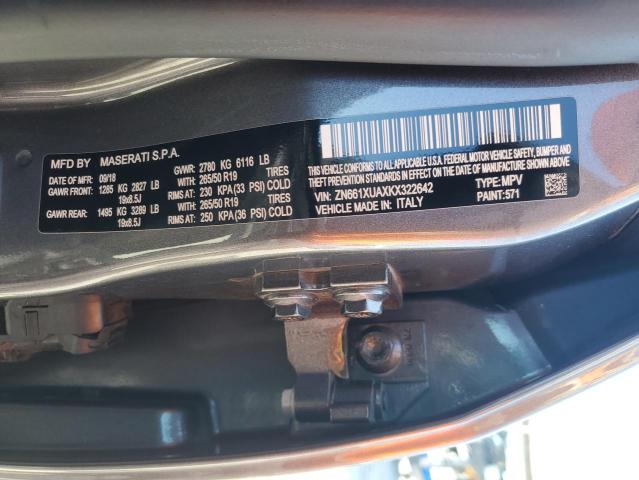 MFD BY MASERATI S.P.A.
DATE OF MFR 09/18 GVWR: 2780 KG 6116 LB
GAWR FRONT: 1285 KG 2827 LB WITH 265/50 R19 TIRES
19x8.5J RIMS AT 230 KPA (33 PSI) COLD
GAWR REAR: 1495 KG 3289 LB WITH 265/50 R19 TIRES
19x8.5J RIMS AT 250 KPA (36 PSI) COLD
THIS VEHICLE CONFORMS TO ALL APPLICABLE U.S. FEDERAL MOTOR VEHICLE SAFETY, BUMPER AND
THEFT PREVENTION STANDARDS IN EFFECT ON THE DATE OF MANUFACTURE SHOWN ABOVE
VIN: ZN661XUAXKX322642 TYPE: MPV
VEHICLE MADE IN: ITALY PAINT: 571